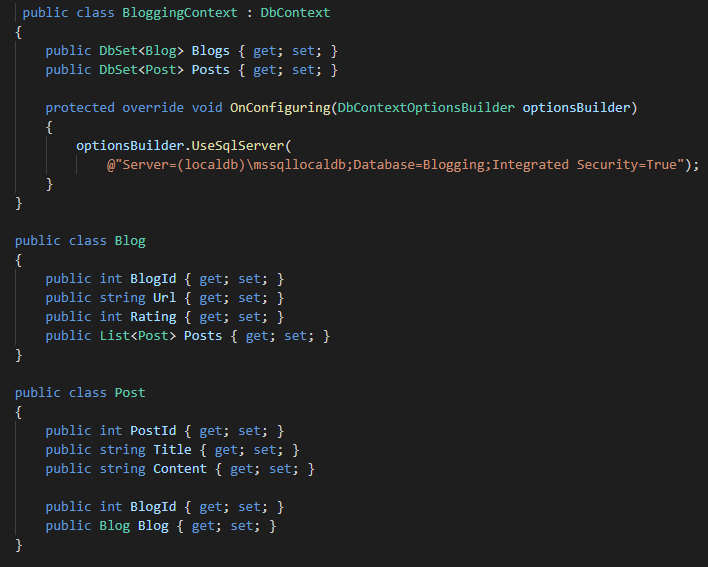 public class BloggingContext : DbContext
{
    public DbSet<Blog> Blogs { get; set; }
    public DbSet<Post> Posts { get; set; }

    protected override void OnConfiguring(DbContextOptionsBuilder optionsBuilder)
    {
        optionsBuilder.UseSqlServer(
            @"Server=(localdb)\mssqllocaldb;Database=Blogging;Integrated Security=True");
    }
}

public class Blog
{
    public int BlogId { get; set; }
    public string Url { get; set; }
    public int Rating { get; set; }
    public List<Post> Posts { get; set; }
}

public class Post
{
    public int PostId { get; set; }
    public string Title { get; set; }
    public string Content { get; set; }

    public int BlogId { get; set; }
    public Blog Blog { get; set; }
}